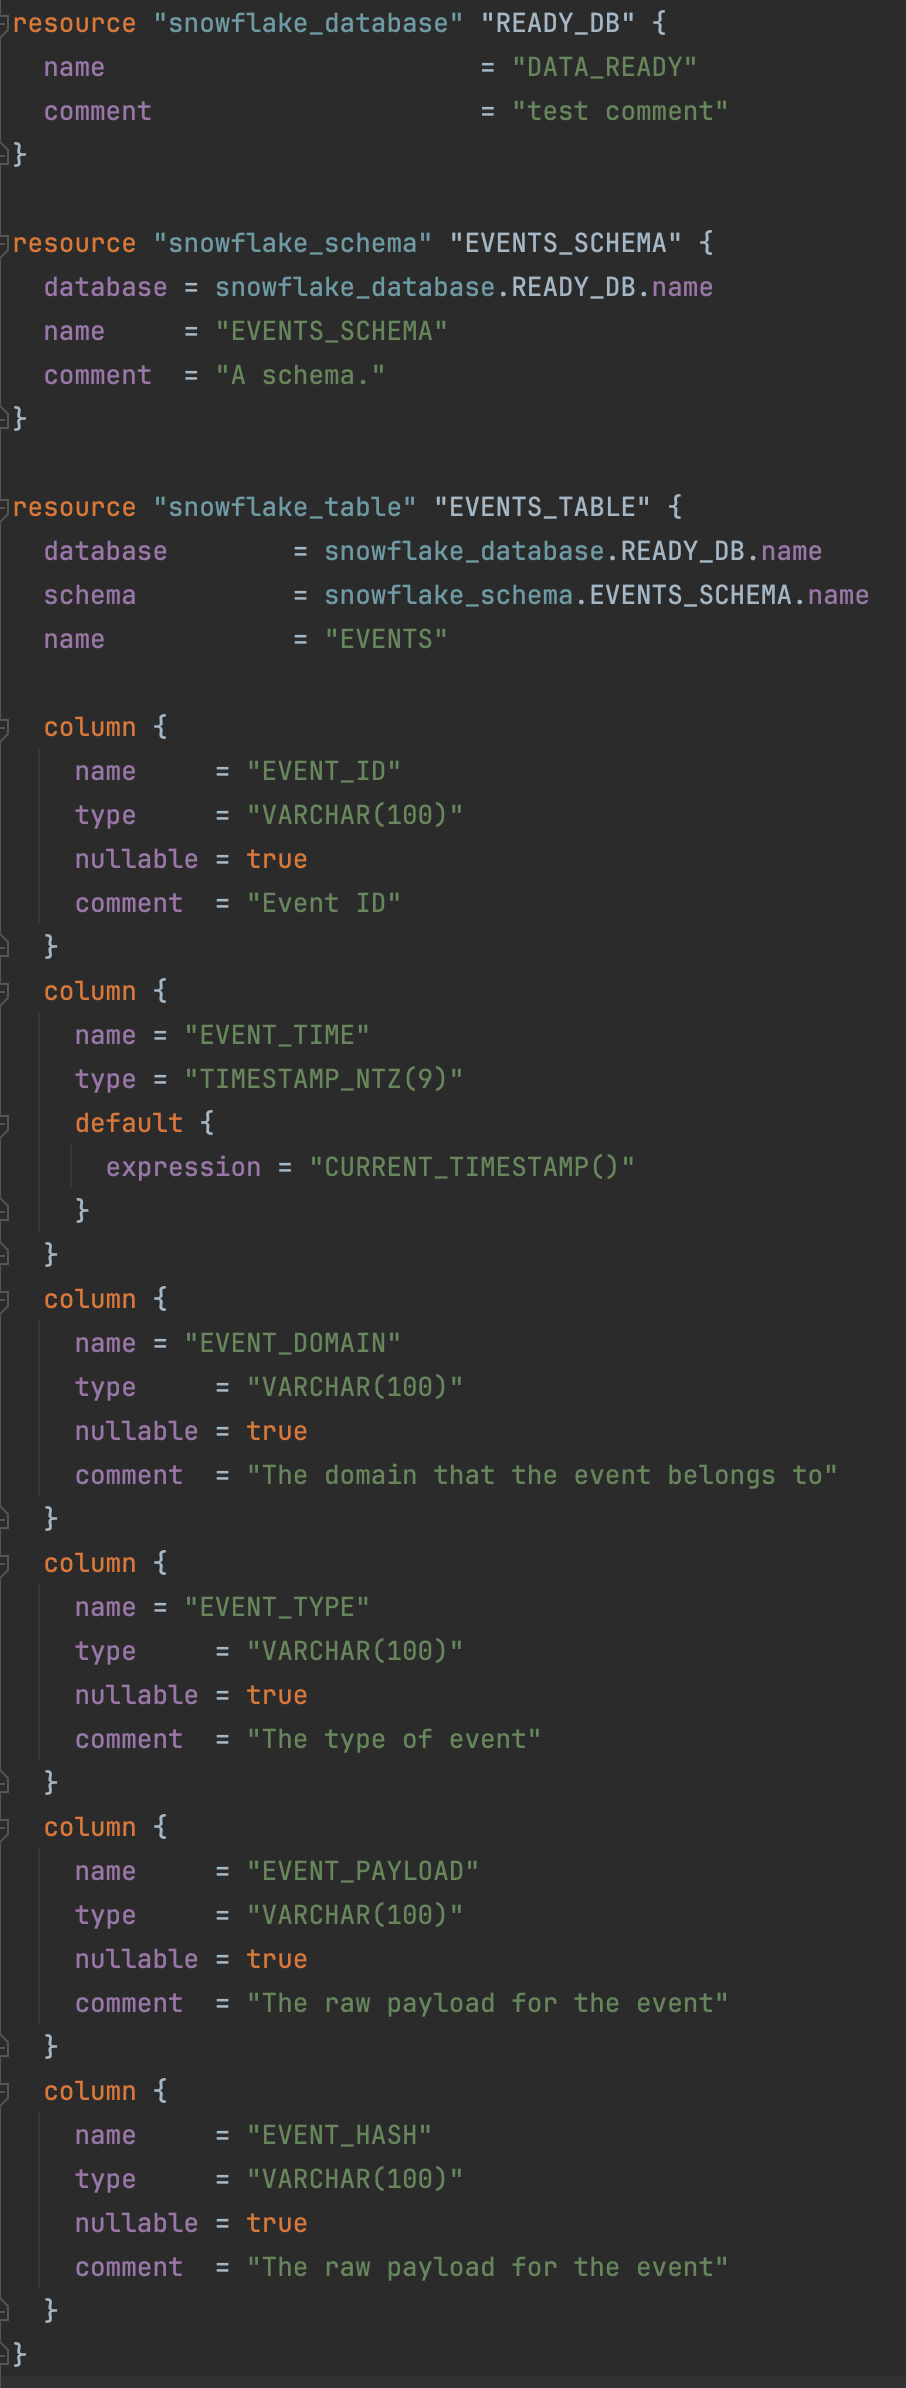 resource "snowflake_database" "READY_DB" {
  name                        = "DATA_READY"
  comment                     = "test comment"
}

resource "snowflake_schema" "EVENTS_SCHEMA" {
  database = snowflake_database.READY_DB.name
  name     = "EVENTS_SCHEMA"
  comment  = "A schema."
}

resource "snowflake_table" "EVENTS_TABLE" {
  database        = snowflake_database.READY_DB.name
  schema          = snowflake_schema.EVENTS_SCHEMA.name
  name            = "EVENTS"

  column {
    name     = "EVENT_ID"
    type     = "VARCHAR(100)"
    nullable = true
    comment  = "Event ID"
  }
  column {
    name = "EVENT_TIME"
    type = "TIMESTAMP_NTZ(9)"
    default {
      expression = "CURRENT_TIMESTAMP()"
    }
  }
  column {
    name = "EVENT_DOMAIN"
    type     = "VARCHAR(100)"
    nullable = true
    comment  = "The domain that the event belongs to"
  }
  column {
    name = "EVENT_TYPE"
    type     = "VARCHAR(100)"
    nullable = true
    comment  = "The type of event"
  }
  column {
    name     = "EVENT_PAYLOAD"
    type     = "VARCHAR(100)"
    nullable = true
    comment  = "The raw payload for the event"
  }
  column {
    name     = "EVENT_HASH"
    type     = "VARCHAR(100)"
    nullable = true
    comment  = "The raw payload for the event"
  }
}